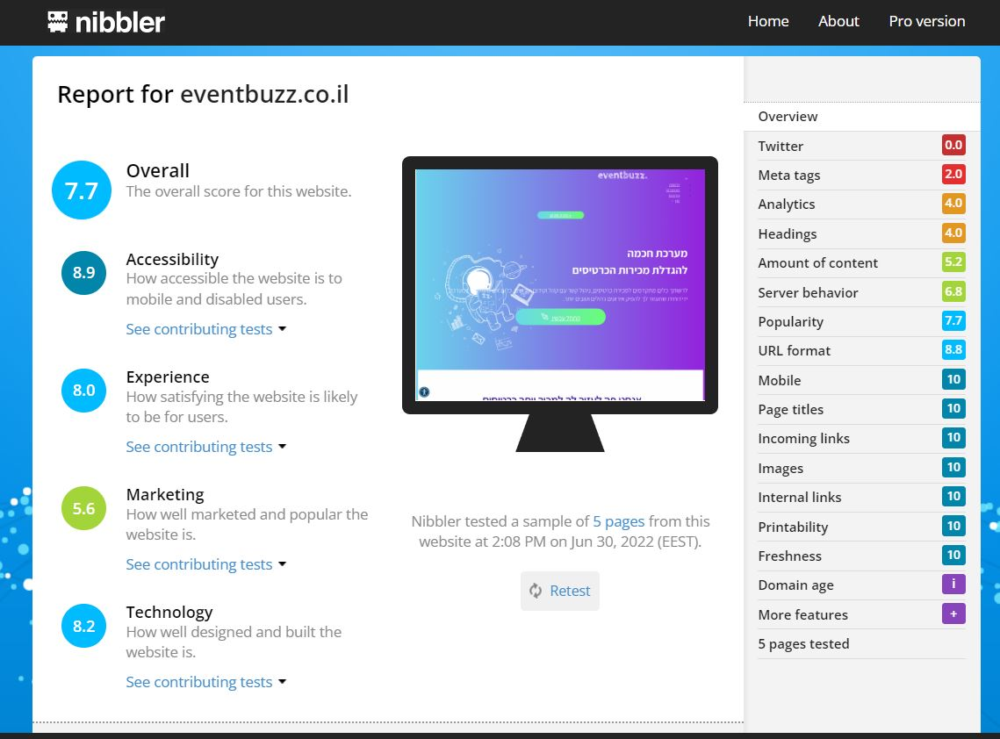 nibbler
Home
About
Pro version
Report for eventbuzz.co.il
7.7
Overall
The overall score for this website.
8.9
Accessibility
How accessible the website is to
mobile and disabled users.
See contributing tests
8.0
Experience
How satisfying the website is likely
to be for users.
See contributing tests
5.6
Marketing
How well marketed and popular the
website is.
See contributing tests
8.2
Technology
How well designed and built the
website is.
See contributing tests
eventbuzz.
מערכת חכמה
להגדלת מכירות הכרטיסים
Nibbler tested a sample of 5 pages from this
website at 2:08 PM on Jun 30, 2022 (EEST).
Retest
Overview
Twitter 0.0
Meta tags 2.0
Analytics 4.0
Headings 4.0
Amount of content 5.2
Server behavior 6.8
Popularity 7.7
URL format 8.8
Mobile 10
Page titles 10
Incoming links 10
Images 10
Internal links 10
Printability 10
Freshness 10
Domain age i
More features +
5 pages tested